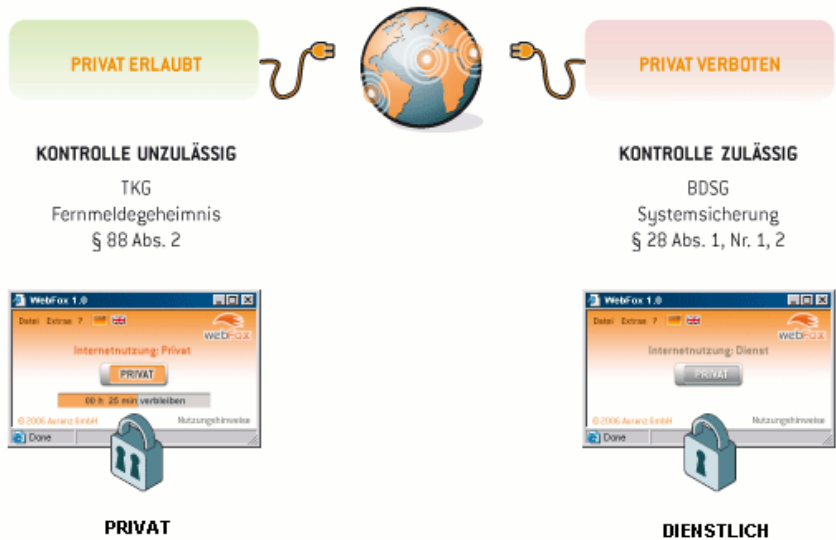 PRIVAT ERLAUBT
KONTROLLE UNZULÄSSIG
TKG
Fernmeldegeheimnis
§ 88 Abs. 2
WebFox 1.0
Datei Extras ?
webFox
Internetnutzung: Privat
PRIVAT
00 h 25 min verbleiben
© 2006 Auranz GmbH
Nutzungshinweise
Done
PRIVAT
PRIVAT VERBOTEN
KONTROLLE ZULÄSSIG
BDSG
Systemsicherung
§ 28 Abs. 1, Nr. 1, 2
WebFox 1.0
Datei Extras ?
webFox
Internetnutzung: Dienst
PRIVAT
© 2006 Auranz GmbH
Nutzungshinweise
Done
DIENSTLICH